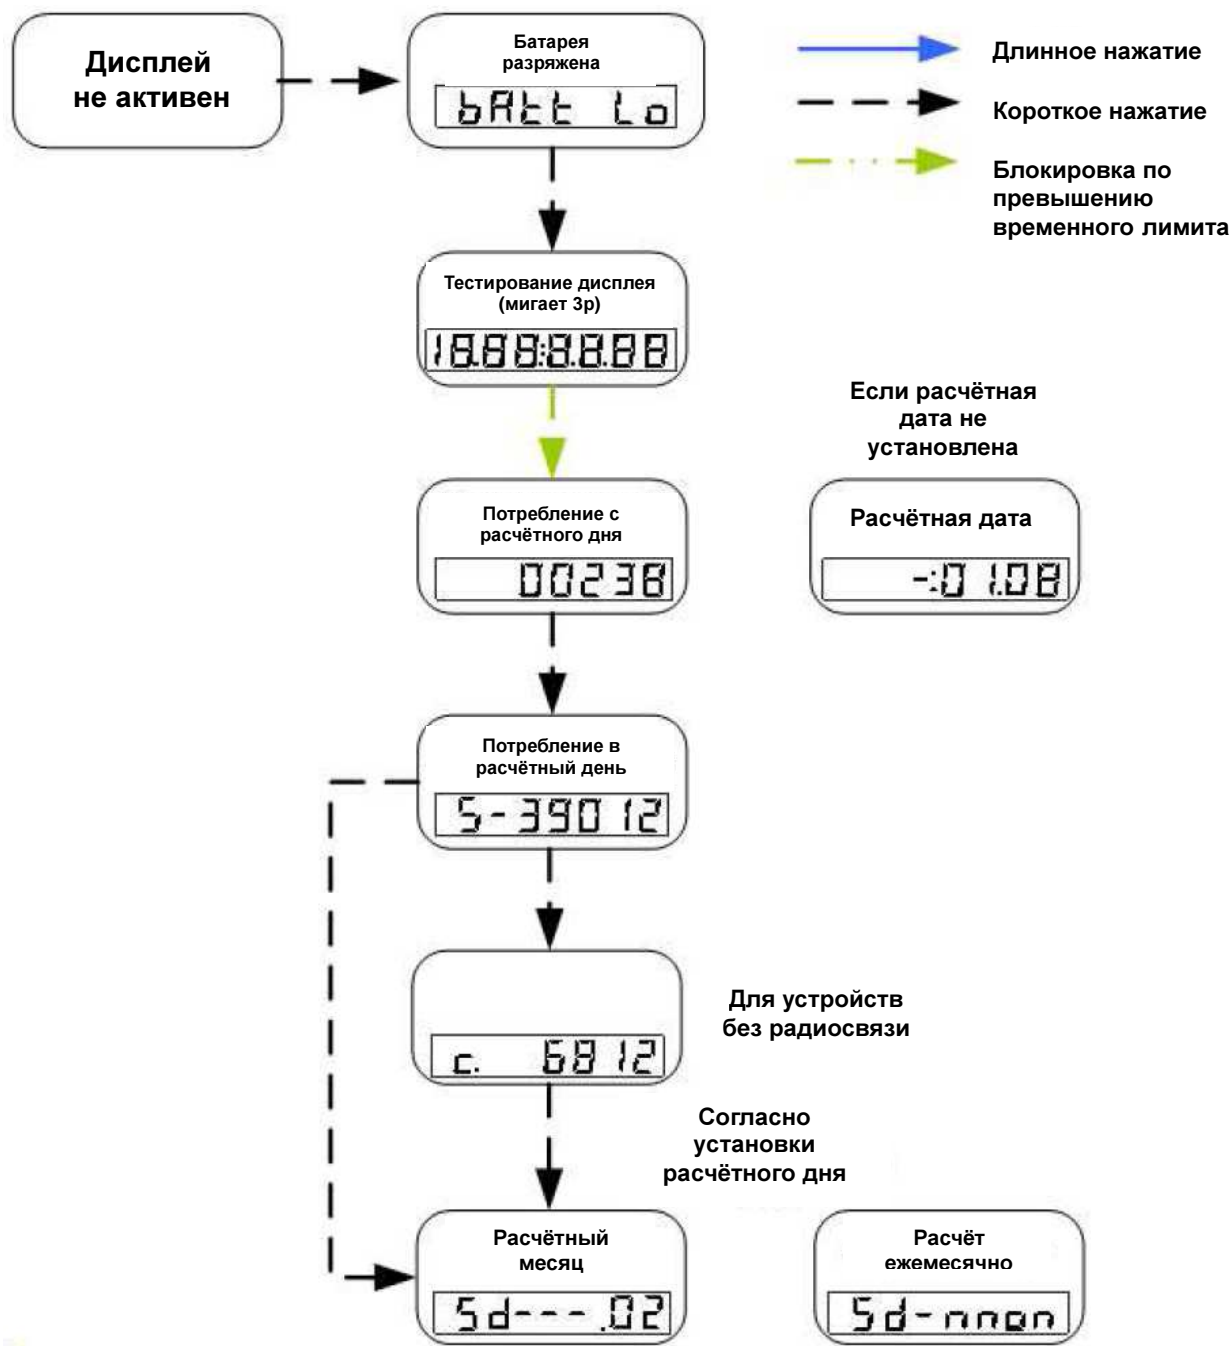 Дисплей
не активен
Батарея
разряжена
bAtt Lo
Длинное нажатие
Короткое нажатие
Блокировка по
превышению
временного лимита
Тестирование дисплея
(мигает 3р)
18.88:8.8.88
Если расчётная
дата не
установлена
Потребление с
расчётного дня
00238
Расчётная дата
-:01.08
Потребление в
расчётный день
S-39012
Для устройств
без радиосвязи
c. 6812
Согласно
установки
расчётного дня
Расчётный
месяц
Sd---.02
Расчёт
ежемесячно
Sd-nnon